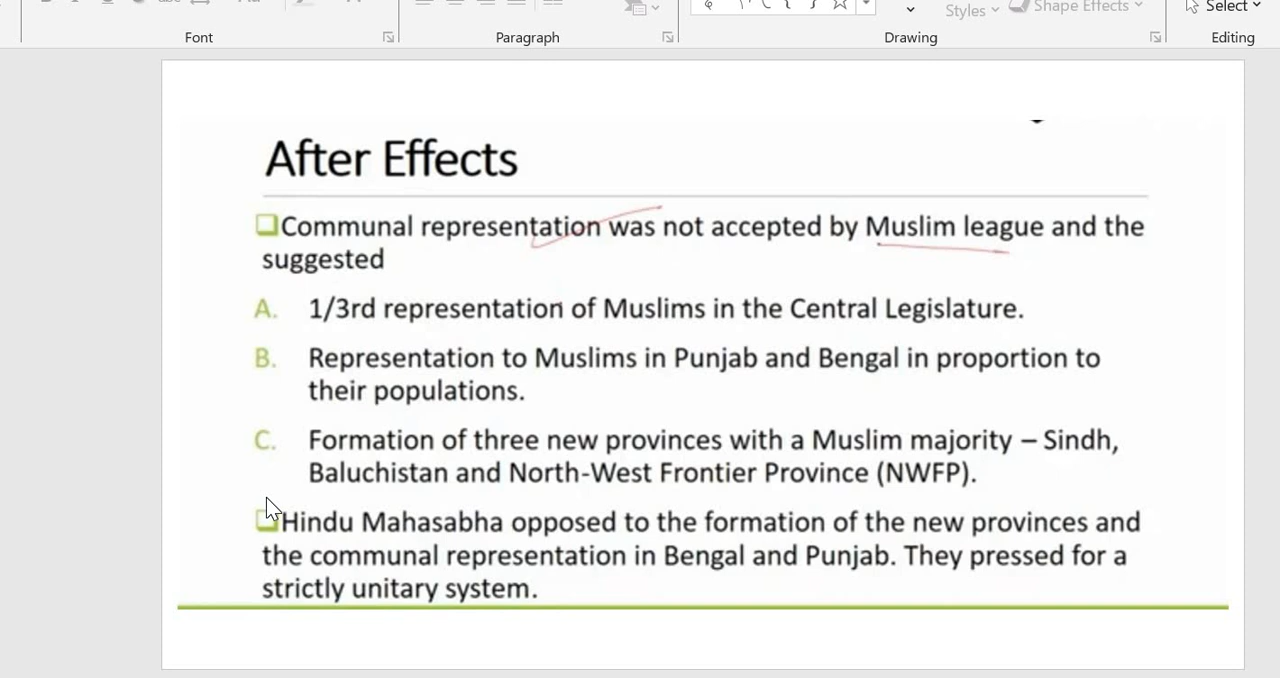 Font
Paragraph
Styles
Shape Effects
Drawing
Select
Editing
After Effects
Communal representation was not accepted by Muslim league and the
suggested
A. 1/3rd representation of Muslims in the Central Legislature.
B. Representation to Muslims in Punjab and Bengal in proportion to
their populations.
C. Formation of three new provinces with a Muslim majority – Sindh,
Baluchistan and North-West Frontier Province (NWFP).
Hindu Mahasabha opposed to the formation of the new provinces and
the communal representation in Bengal and Punjab. They pressed for a
strictly unitary system.